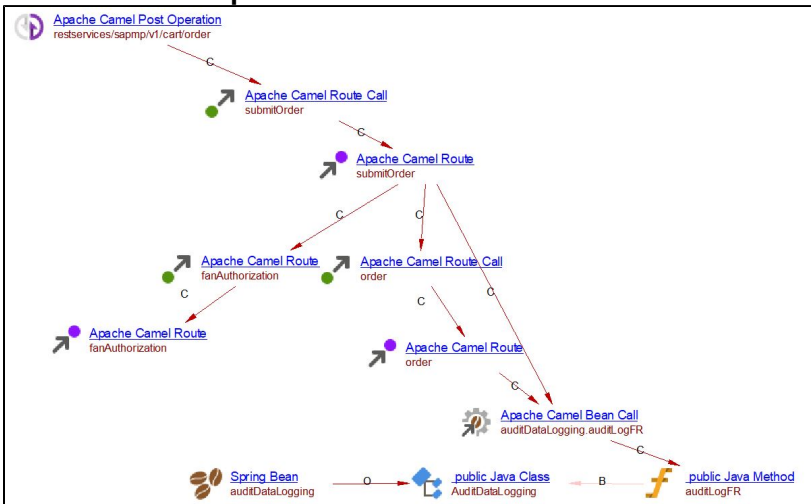 Apache Camel Post Operation
restservices/sapmp/v1/cart/order
C
Apache Camel Route Call
submitOrder
C
Apache Camel Route
submitOrder
C
C
C
Apache Camel Route
fanAuthorization
Apache Camel Route Call
order
C
C
Apache Camel Route
fanAuthorization
Apache Camel Route
order
C
Apache Camel Bean Call
auditDataLogging.auditLogFR
C
Spring Bean
auditDataLogging
O
public Java Class
AuditDataLogging
B
public Java Method
auditLogFR